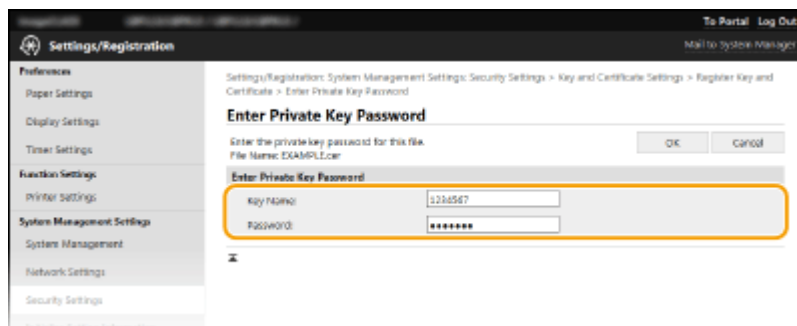 To Portal Log Out
Settings/Registration
Mail to System Manager
Preferences
Paper Settings
Display Settings
Timer Settings
Function Settings
Printer Settings
System Management Settings
System Management
Network Settings
Security Settings
Settings/Registration: System Management Settings: Security Settings > Key and Certificate Settings > Register Key and
Certificate > Enter Private Key Password
Enter Private Key Password
Enter the private key password for this file.
File Name: EXAMPLE.cer
OK
Cancel
Enter Private Key Password
Key Name:
1234567
Password:
•••••••